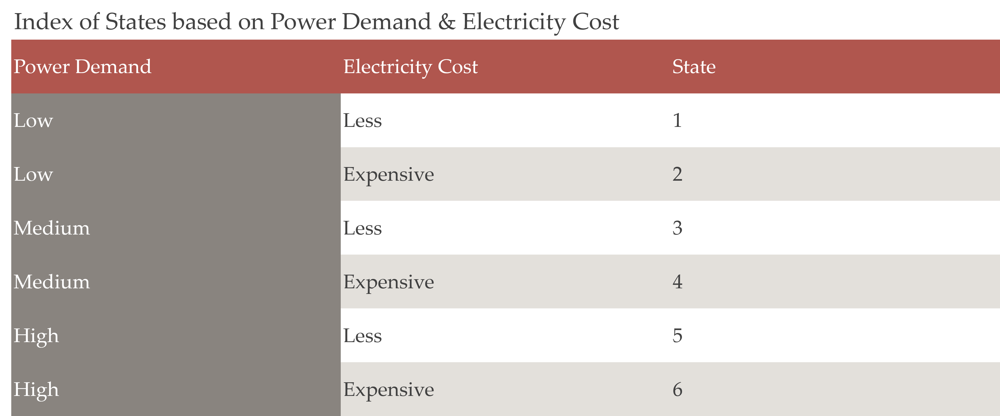 Index of States based on Power Demand & Electricity Cost
Power Demand Electricity Cost State
Low Less 1
Low Expensive 2
Medium Less 3
Medium Expensive 4
High Less 5
High Expensive 6